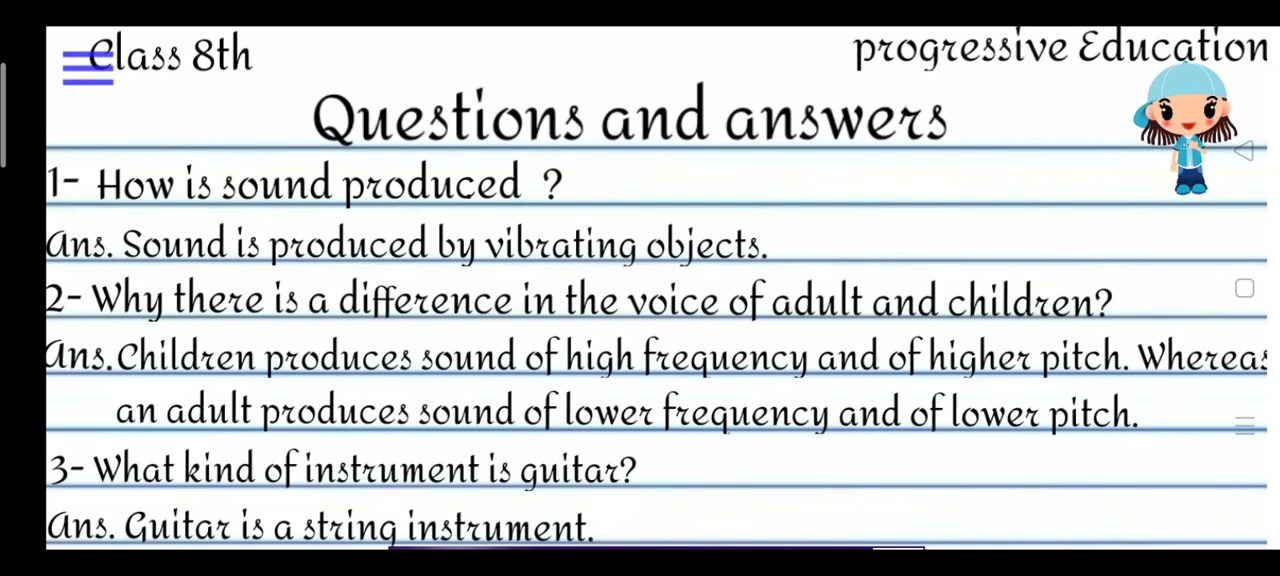 Class 8th
progressive Education
Questions and answers
1- How is sound produced ?
Ans. Sound is produced by vibrating objects.
2- Why there is a difference in the voice of adult and children?
Ans. Children produces sound of high frequency and of higher pitch. Whereas
an adult produces sound of lower frequency and of lower pitch.
3- What kind of instrument is guitar?
Ans. Guitar is a string instrument.